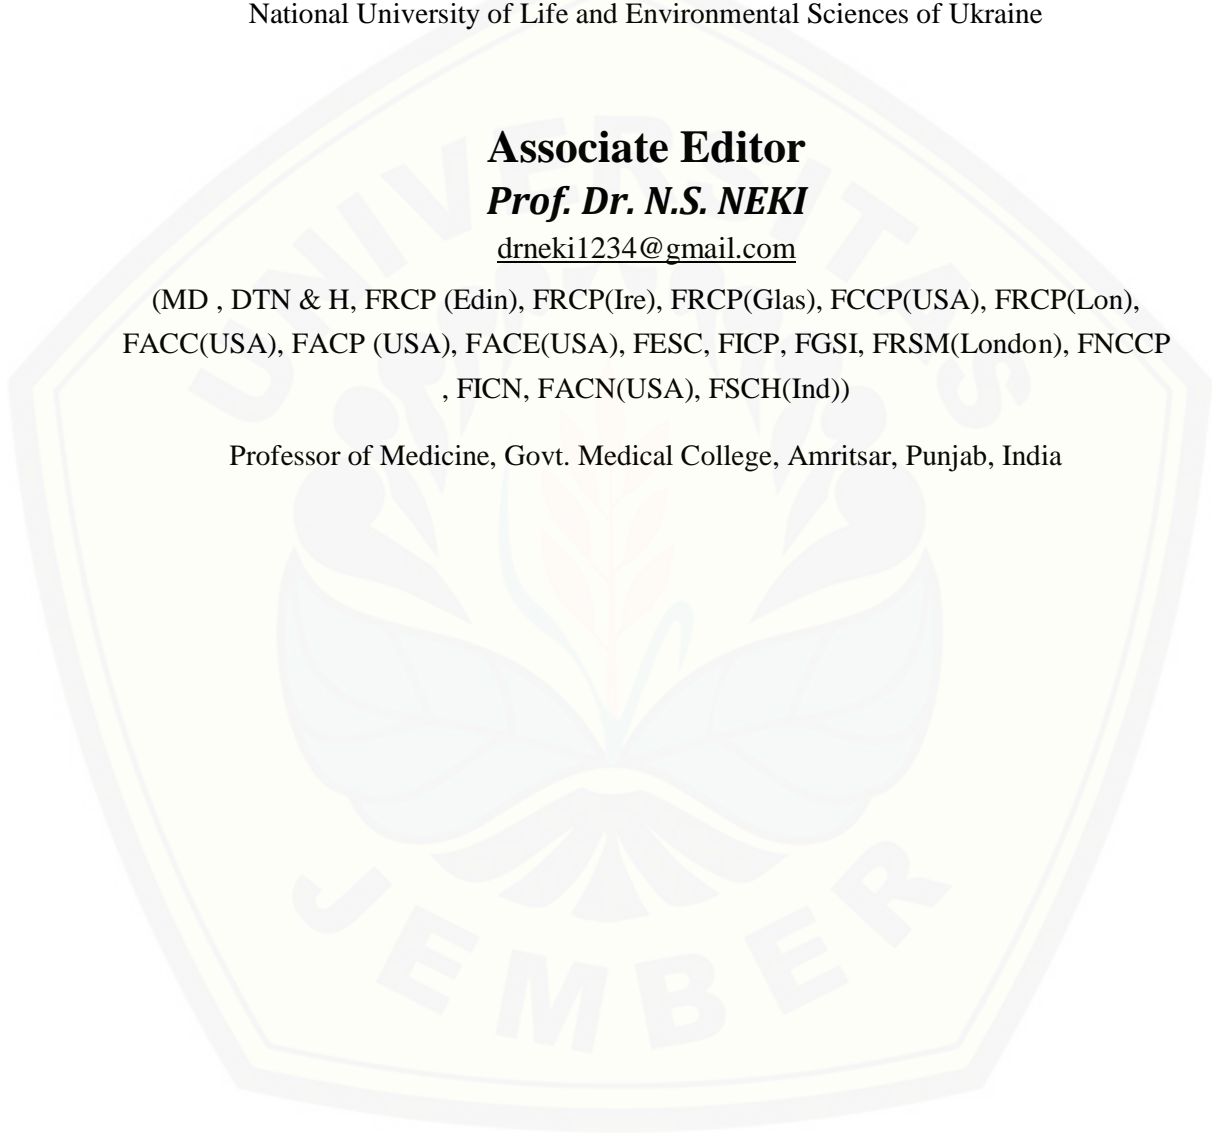 National University of Life and Environmental Sciences of Ukraine
Associate Editor
Prof. Dr. N.S. NEKI
drneki1234@gmail.com
(MD , DTN & H, FRCP (Edin), FRCP(Ire), FRCP(Glas), FCCP(USA), FRCP(Lon),
FACC(USA), FACP (USA), FACE(USA), FESC, FICP, FGSI, FRSM(London), FNCCP
, FICN, FACN(USA), FSCH(Ind))
Professor of Medicine, Govt. Medical College, Amritsar, Punjab, India
UNIVERSITAS
JEMBER